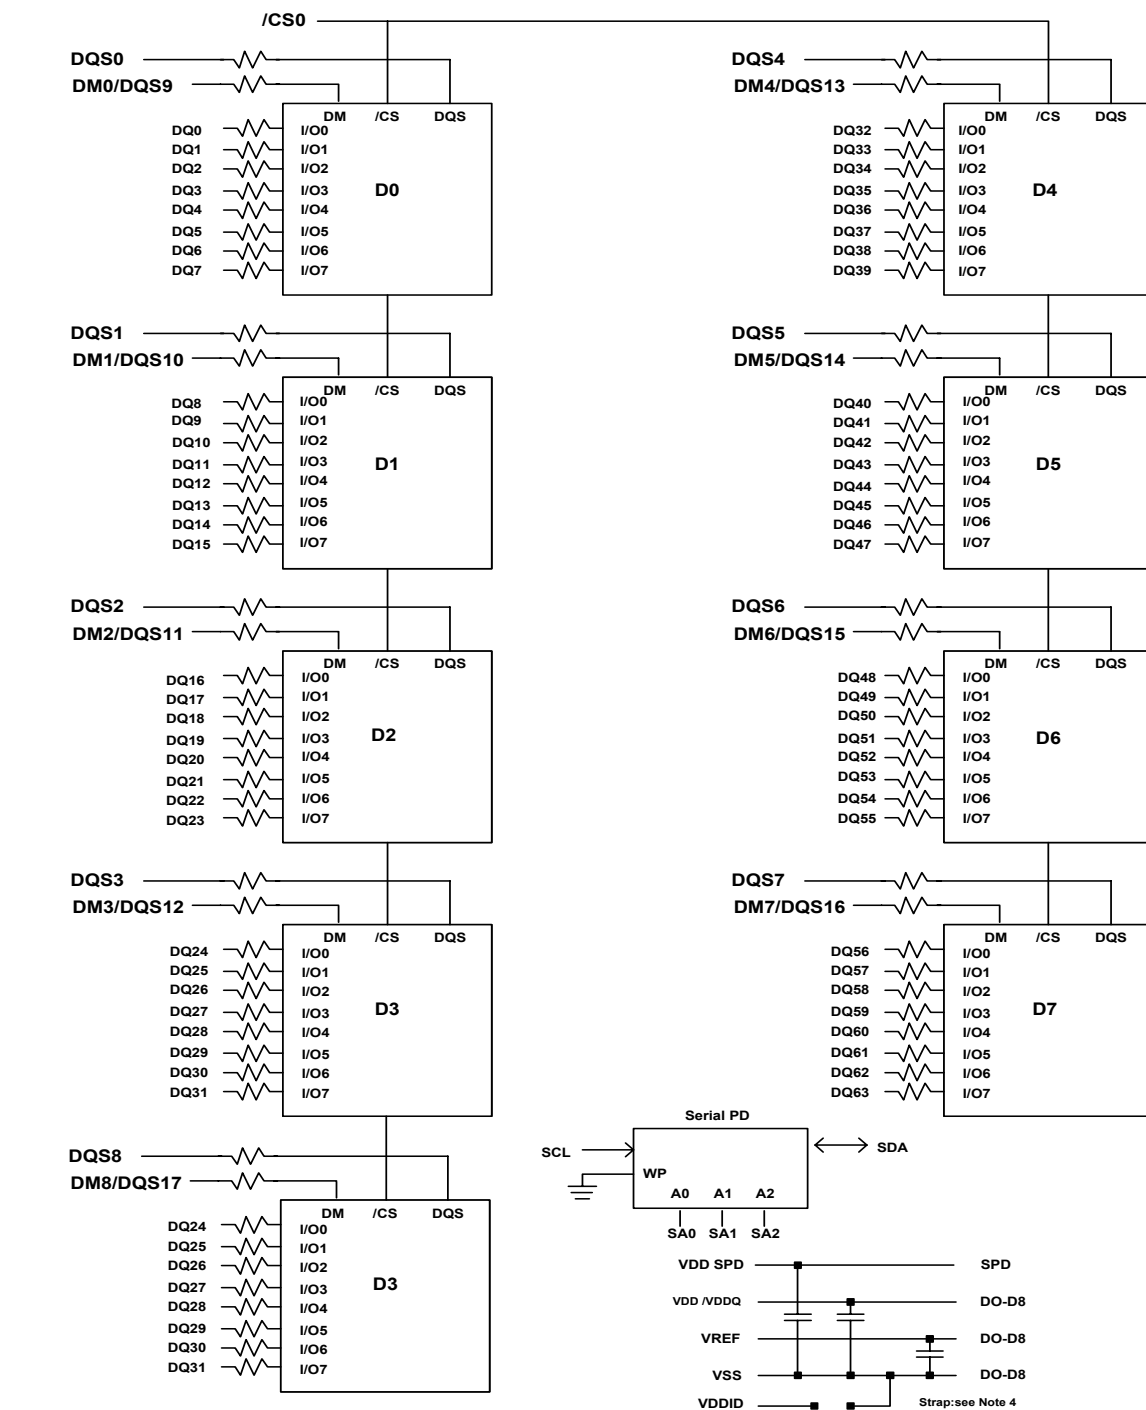 /CS0
DQS0
DM0/DQS9
DM /CS DQS
DQ0 I/O0
DQ1 I/O1
DQ2 I/O2
DQ3 I/O3
DQ4 I/O4
DQ5 I/O5
DQ6 I/O6
DQ7 I/O7
D0
DQS1
DM1/DQS10
DM /CS DQS
DQ8 I/O0
DQ9 I/O1
DQ10 I/O2
DQ11 I/O3
DQ12 I/O4
DQ13 I/O5
DQ14 I/O6
DQ15 I/O7
D1
DQS2
DM2/DQS11
DM /CS DQS
DQ16 I/O0
DQ17 I/O1
DQ18 I/O2
DQ19 I/O3
DQ20 I/O4
DQ21 I/O5
DQ22 I/O6
DQ23 I/O7
D2
DQS3
DM3/DQS12
DM /CS DQS
DQ24 I/O0
DQ25 I/O1
DQ26 I/O2
DQ27 I/O3
DQ28 I/O4
DQ29 I/O5
DQ30 I/O6
DQ31 I/O7
D3
DQS8
DM8/DQS17
DM /CS DQS
DQ24 I/O0
DQ25 I/O1
DQ26 I/O2
DQ27 I/O3
DQ28 I/O4
DQ29 I/O5
DQ30 I/O6
DQ31 I/O7
D3
DQS4
DM4/DQS13
DM /CS DQS
DQ32 I/O0
DQ33 I/O1
DQ34 I/O2
DQ35 I/O3
DQ36 I/O4
DQ37 I/O5
DQ38 I/O6
DQ39 I/O7
D4
DQS5
DM5/DQS14
DM /CS DQS
DQ40 I/O0
DQ41 I/O1
DQ42 I/O2
DQ43 I/O3
DQ44 I/O4
DQ45 I/O5
DQ46 I/O6
DQ47 I/O7
D5
DQS6
DM6/DQS15
DM /CS DQS
DQ48 I/O0
DQ49 I/O1
DQ50 I/O2
DQ51 I/O3
DQ52 I/O4
DQ53 I/O5
DQ54 I/O6
DQ55 I/O7
D6
DQS7
DM7/DQS16
DM /CS DQS
DQ56 I/O0
DQ57 I/O1
DQ58 I/O2
DQ59 I/O3
DQ60 I/O4
DQ61 I/O5
DQ62 I/O6
DQ63 I/O7
D7
Serial PD
SCL SDA
WP
A0 A1 A2
SA0 SA1 SA2
VDD SPD SPD
VDD /VDDQ DO-D8
VREF DO-D8
VSS DO-D8
VDDID Strap:see Note 4